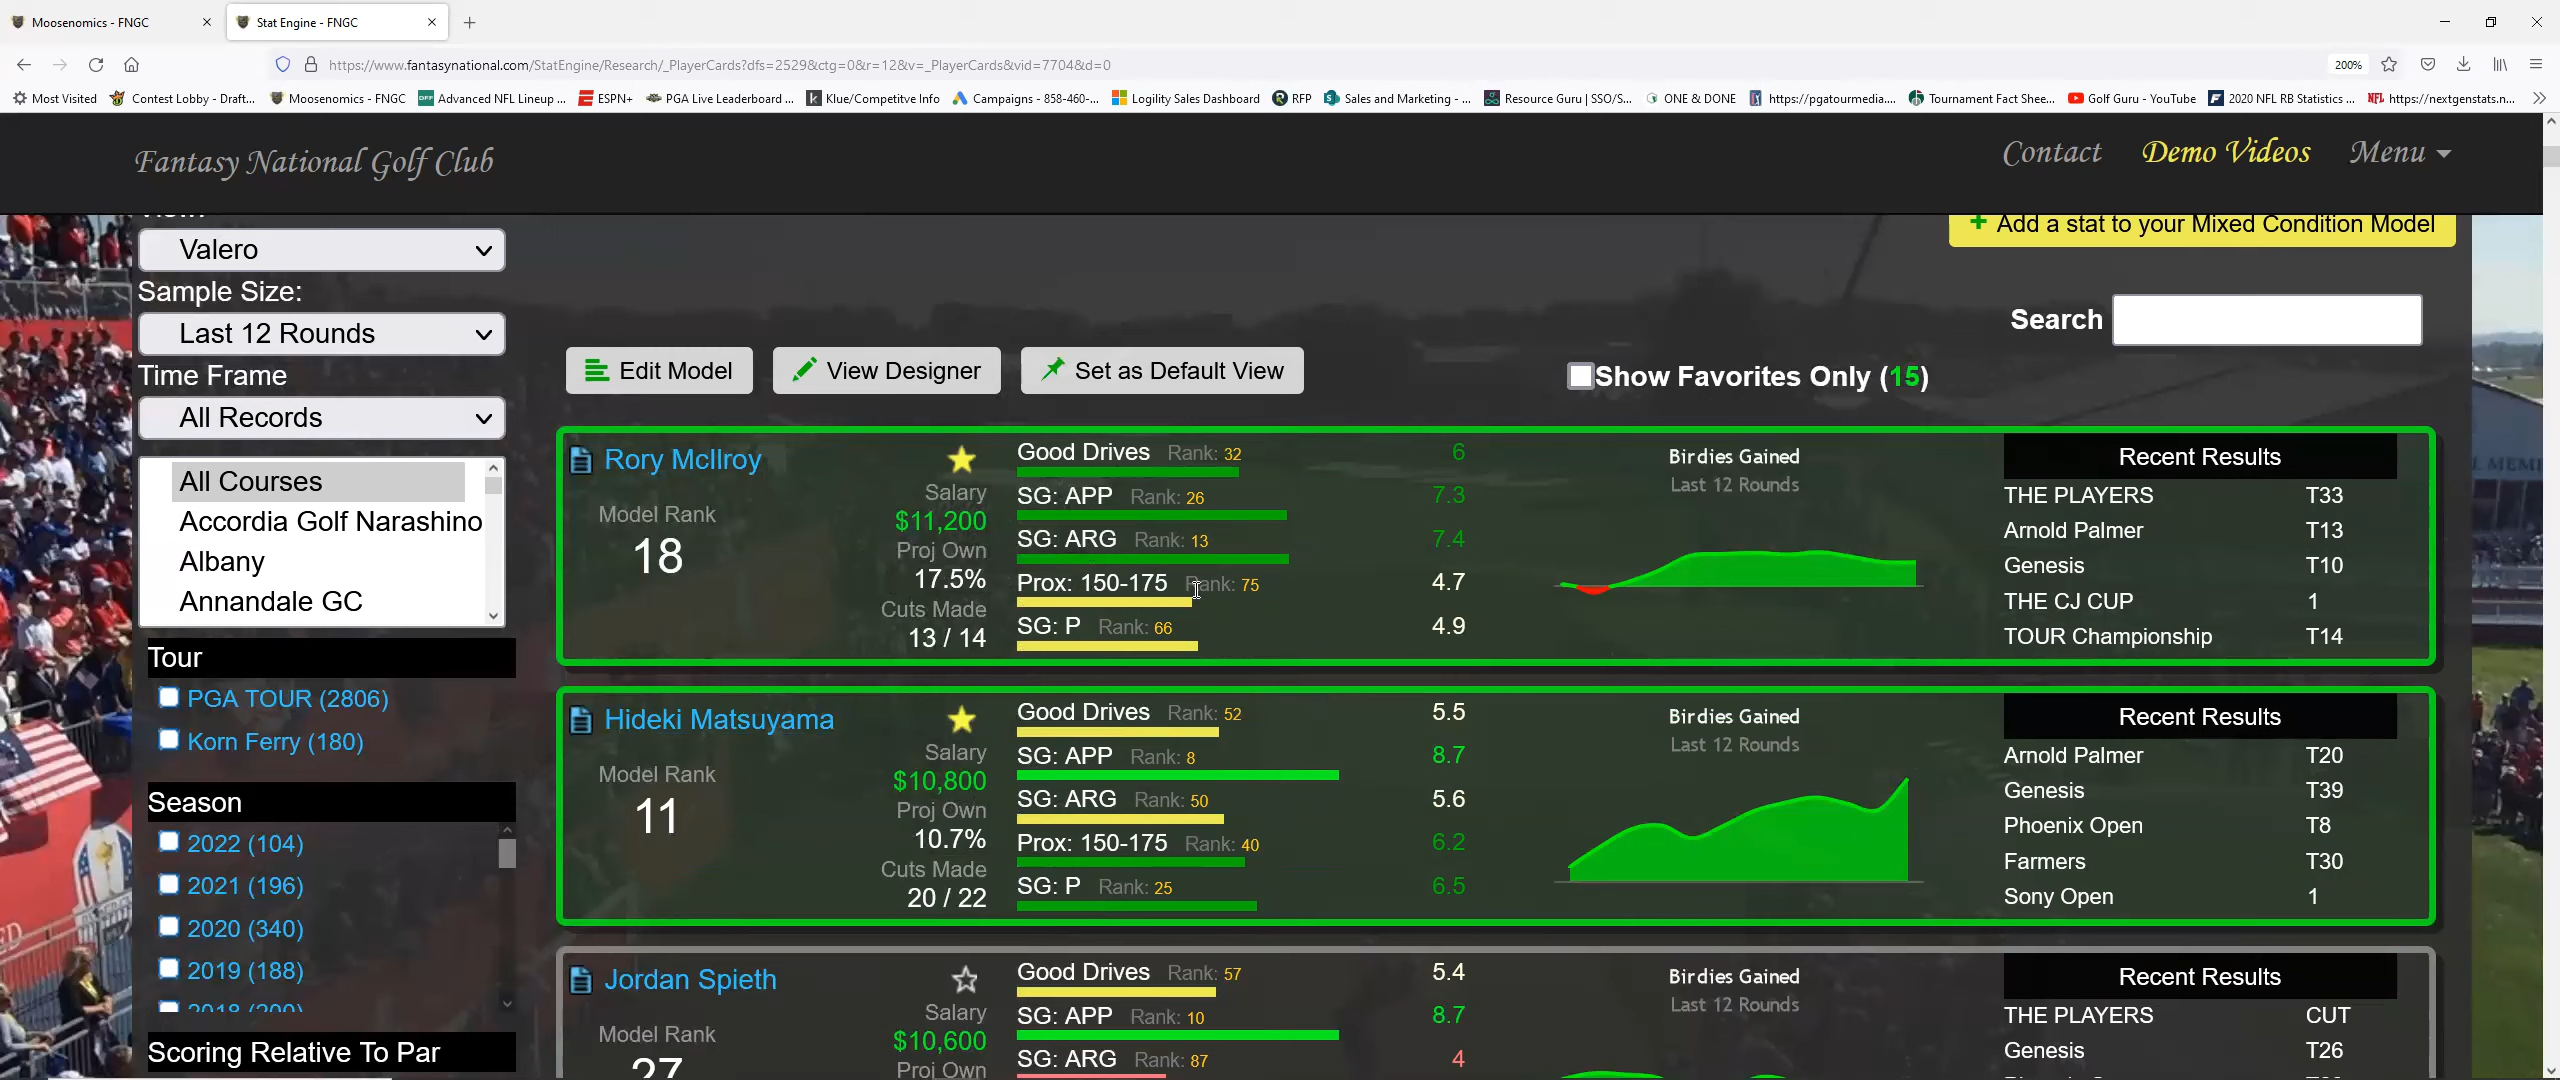 Moosenomics - FNGC
Stat Engine - FNGC
https://www.fantasynational.com/StatEngine/Research/_PlayerCards?dfs=2529&ctg=0&r=12&v=_PlayerCards&vid=7704&d=0
200%
Most Visited
Contest Lobby - Draft...
Moosenomics - FNGC
Advanced NFL Lineup ...
ESPN+
PGA Live Leaderboard ...
Klue/Competitve Info
Campaigns - 858-460-...
Logility Sales Dashboard
RFP
Sales and Marketing - ...
Resource Guru | SSO/S...
ONE & DONE
https://pgatourmedia....
Tournament Fact Shee...
Golf Guru - YouTube
2020 NFL RB Statistics ...
https://nextgenstats.n...
Fantasy National Golf Club
Contact
Demo Videos
Menu
Valero
Sample Size:
Last 12 Rounds
Time Frame
All Records
All Courses
Accordia Golf Narashino
Albany
Annandale GC
Tour
PGA TOUR (2806)
Korn Ferry (180)
Season
2022 (104)
2021 (196)
2020 (340)
2019 (188)
2018 (200)
Scoring Relative To Par
+ Add a stat to your Mixed Condition Model
Search
Edit Model
View Designer
Set as Default View
Show Favorites Only (15)
Rory McIlroy
Model Rank
18
Salary
$11,200
Proj Own
17.5%
Cuts Made
13 / 14
Good Drives Rank: 32 6
SG: APP Rank: 26 7.3
SG: ARG Rank: 13 7.4
Prox: 150-175 Rank: 75 4.7
SG: P Rank: 66 4.9
Birdies Gained
Last 12 Rounds
Recent Results
THE PLAYERS T33
Arnold Palmer T13
Genesis T10
THE CJ CUP 1
TOUR Championship T14
Hideki Matsuyama
Model Rank
11
Salary
$10,800
Proj Own
10.7%
Cuts Made
20 / 22
Good Drives Rank: 52 5.5
SG: APP Rank: 8 8.7
SG: ARG Rank: 50 5.6
Prox: 150-175 Rank: 40 6.2
SG: P Rank: 25 6.5
Birdies Gained
Last 12 Rounds
Recent Results
Arnold Palmer T20
Genesis T39
Phoenix Open T8
Farmers T30
Sony Open 1
Jordan Spieth
Model Rank
27
Salary
$10,600
Proj Own
Good Drives Rank: 57 5.4
SG: APP Rank: 10 8.7
SG: ARG Rank: 87 4
Birdies Gained
Last 12 Rounds
Recent Results
THE PLAYERS CUT
Genesis T26